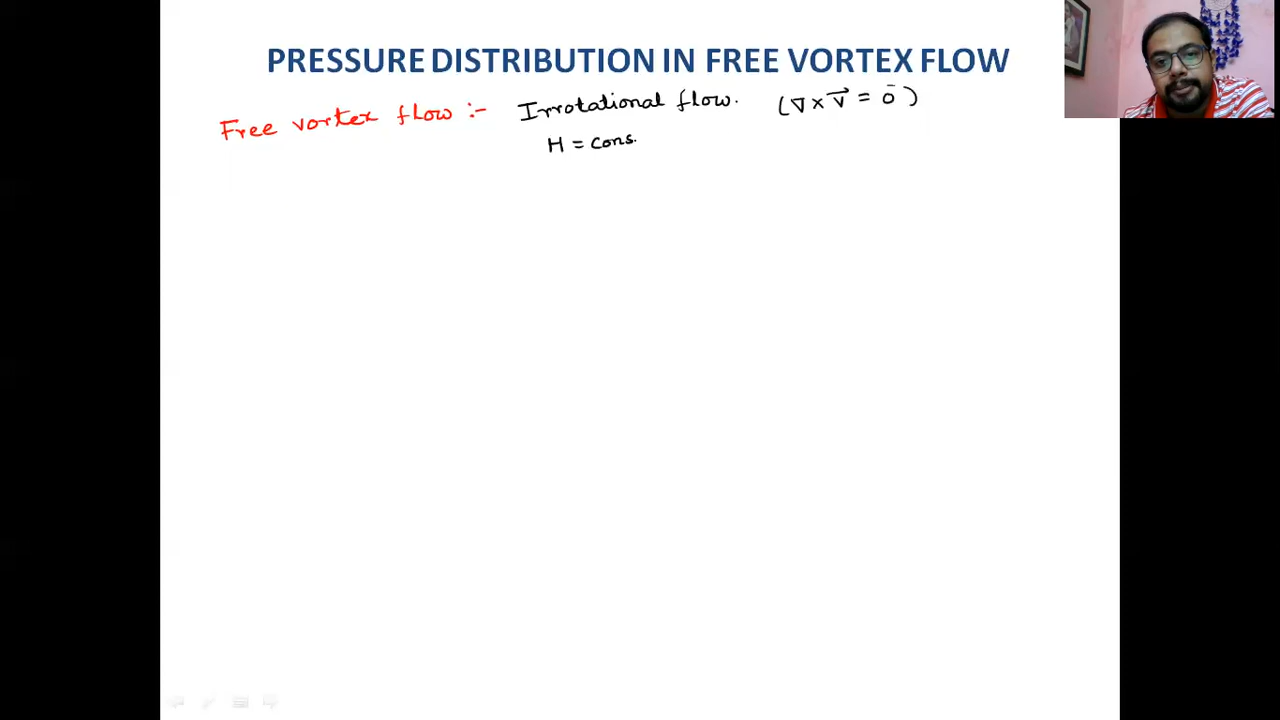 PRESSURE DISTRIBUTION IN FREE VORTEX FLOW
Free vortex flow :- Irrotational flow. (∇ × V⃗ = 0̄)
H = cons.